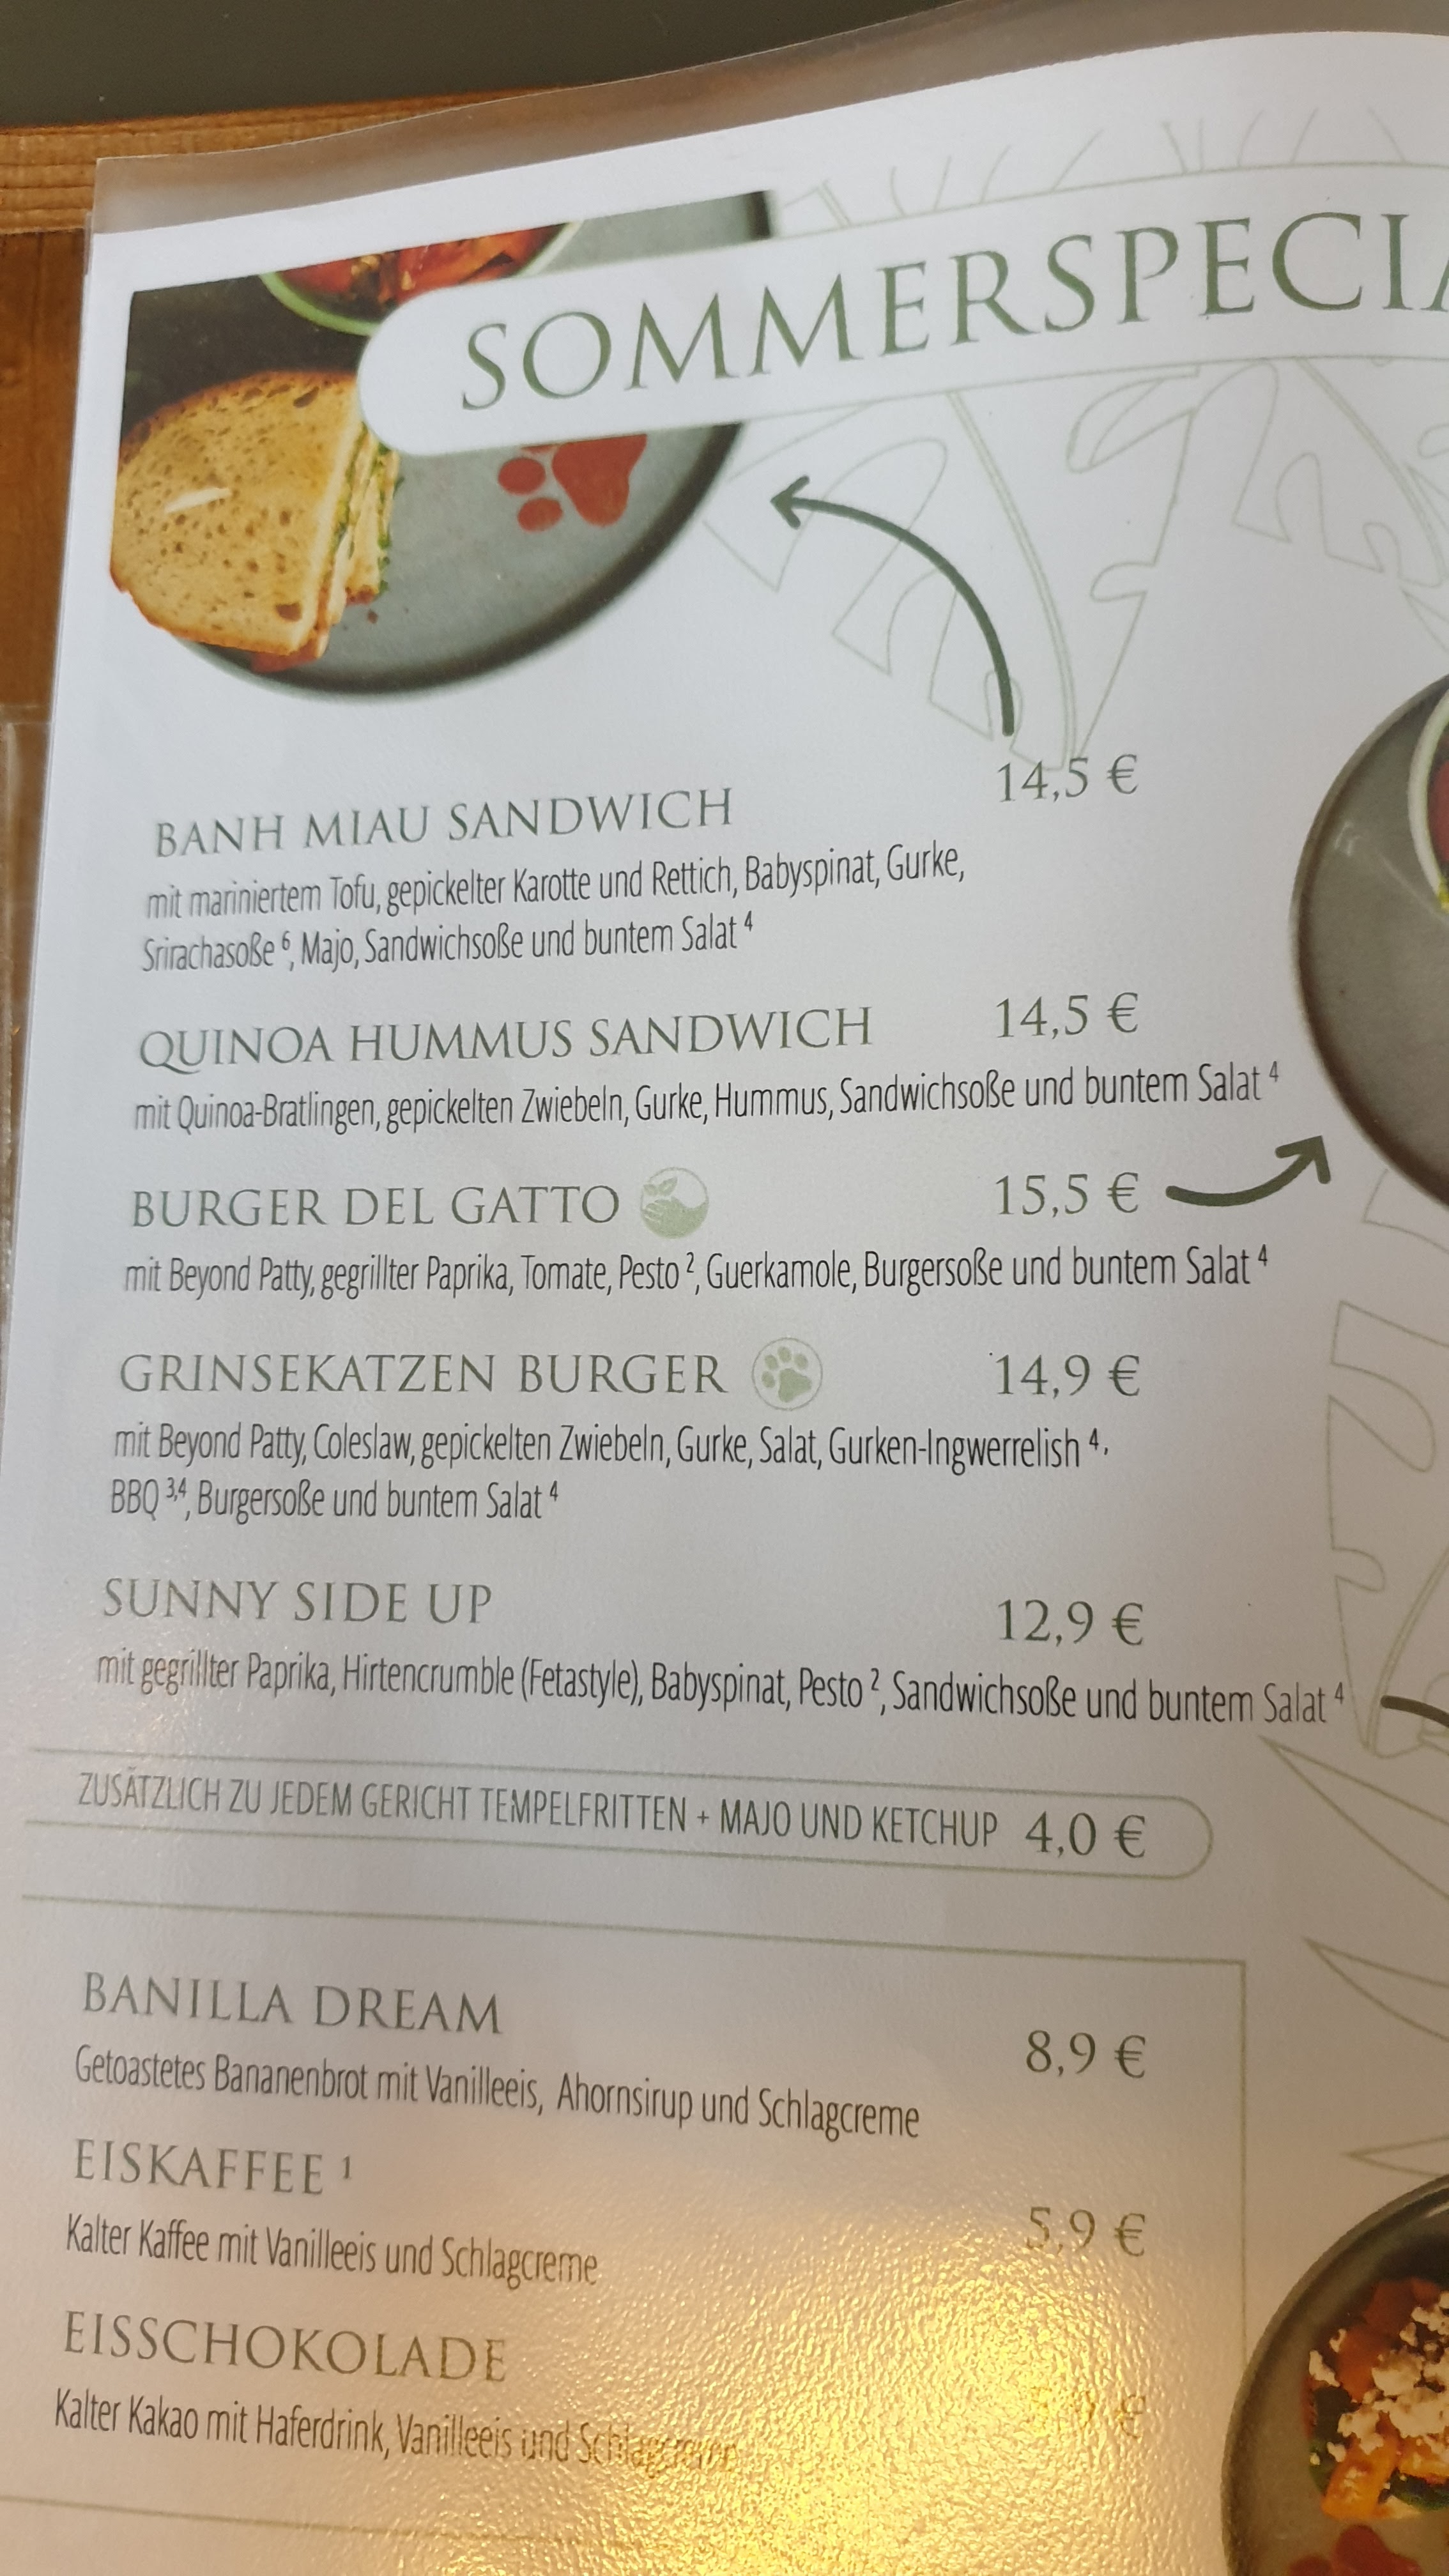 SOMMERSPECIA
BANH MIAU SANDWICH 14,5 €
mit mariniertem Tofu, gepickelter Karotte und Rettich, Babyspinat, Gurke,
Srirachasoße ⁶, Majo, Sandwichsoße und buntem Salat ⁴
QUINOA HUMMUS SANDWICH 14,5 €
mit Quinoa-Bratlingen, gepickelten Zwiebeln, Gurke, Hummus, Sandwichsoße und buntem Salat ⁴
BURGER DEL GATTO 15,5 €
mit Beyond Patty, gegrillter Paprika, Tomate, Pesto ², Guerkamole, Burgersoße und buntem Salat ⁴
GRINSEKATZEN BURGER 14,9 €
mit Beyond Patty, Coleslaw, gepickelten Zwiebeln, Gurke, Salat, Gurken-Ingwerrelish ⁴,
BBQ ³,⁴, Burgersoße und buntem Salat ⁴
SUNNY SIDE UP 12,9 €
mit gegrillter Paprika, Hirtencrumble (Fetastyle), Babyspinat, Pesto ², Sandwichsoße und buntem Salat ⁴
ZUSÄTZLICH ZU JEDEM GERICHT TEMPELFRITTEN + MAJO UND KETCHUP 4,0 €
BANILLA DREAM 8,9 €
Getoastetes Bananenbrot mit Vanilleeis, Ahornsirup und Schlagcreme
EISKAFFEE ¹ 5,9 €
Kalter Kaffee mit Vanilleeis und Schlagcreme
EISSCHOKOLADE €
Kalter Kakao mit Haferdrink, Vanilleeis und